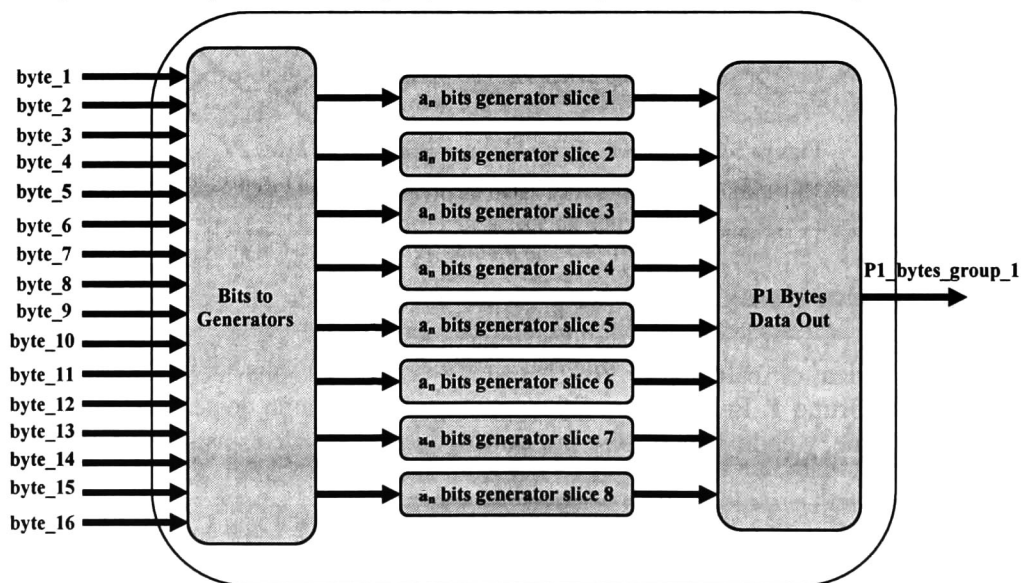 byte_1
byte_2
byte_3
byte_4
byte_5
byte_6
byte_7
byte_8
byte_9
byte_10
byte_11
byte_12
byte_13
byte_14
byte_15
byte_16
Bits to
Generators
aₙ bits generator slice 1
aₙ bits generator slice 2
aₙ bits generator slice 3
aₙ bits generator slice 4
aₙ bits generator slice 5
aₙ bits generator slice 6
aₙ bits generator slice 7
aₙ bits generator slice 8
P1 Bytes
Data Out
P1_bytes_group_1